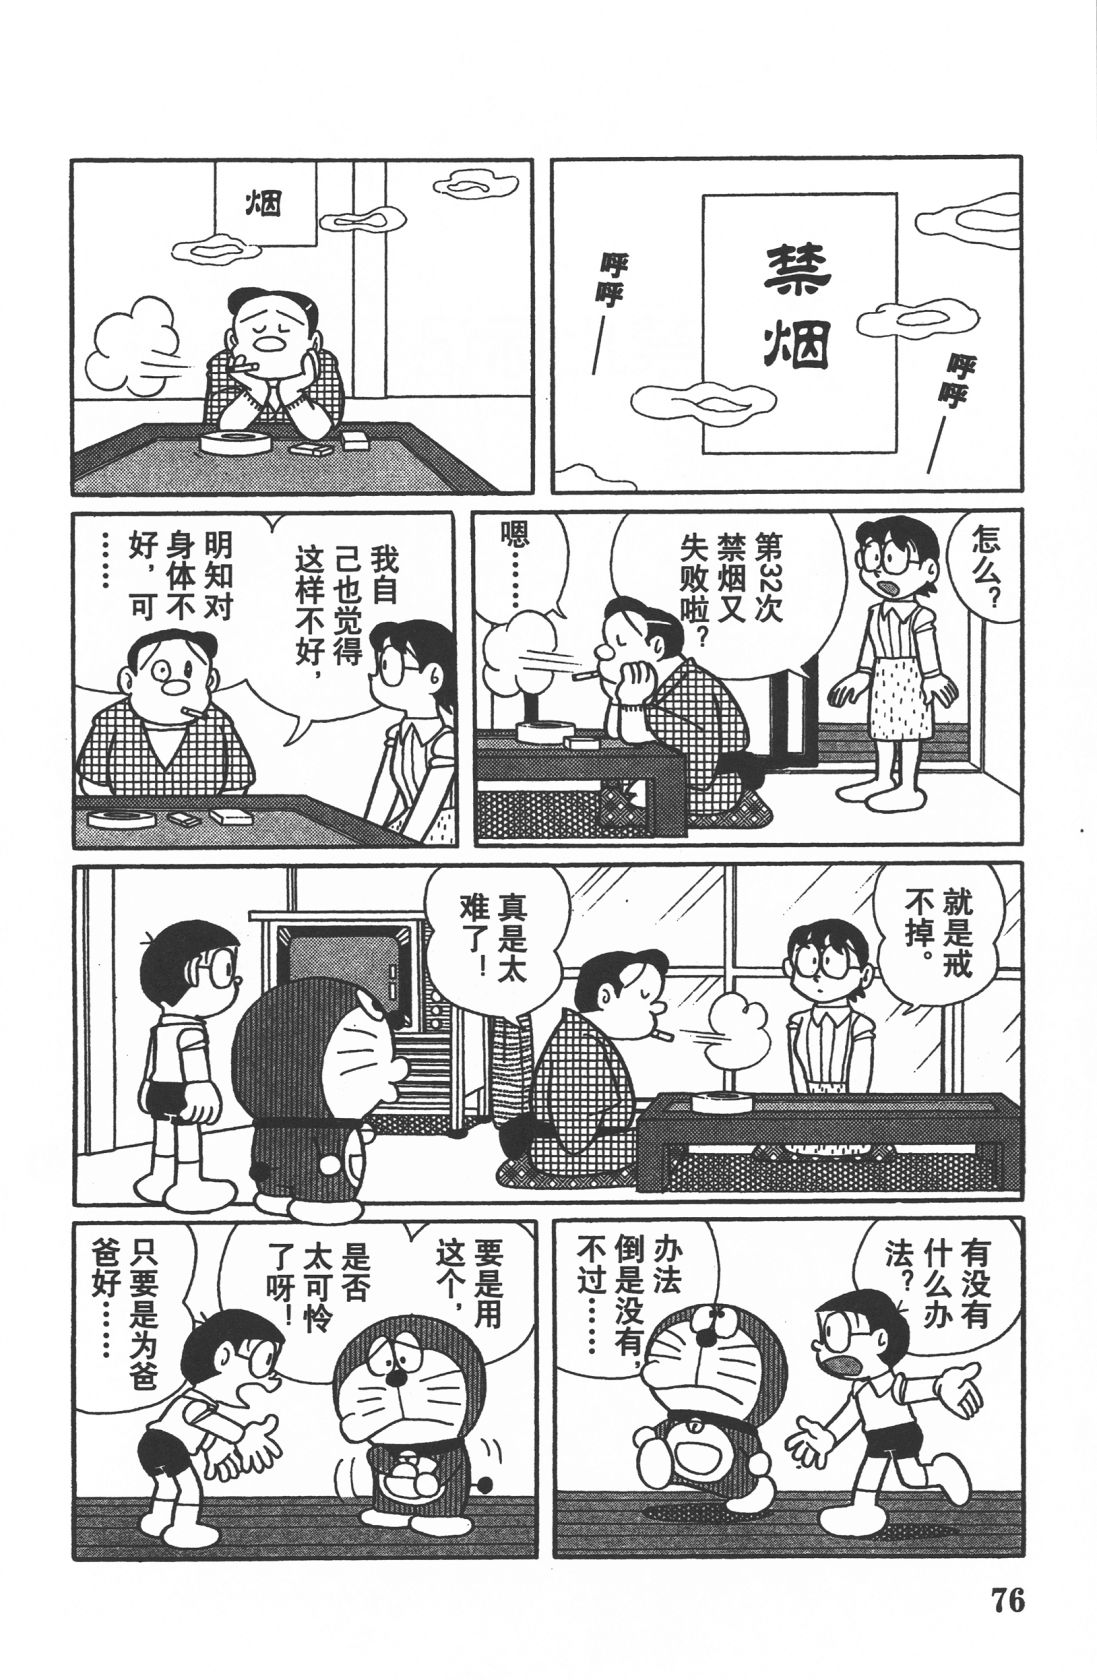 禁
烟
呼
呼
呼
呼
烟
怎么？
第32次
禁烟又
失败啦？
嗯……
我自
己也觉得
这样不好，
明知对
身体不
好，可
……
就是戒
不掉。
真是太
难了！
有没有
什么办
法？
办法
倒是没有，
不过……
要是用
这个，
是否
太可怜
了呀！
只要是为爸
爸好……
76